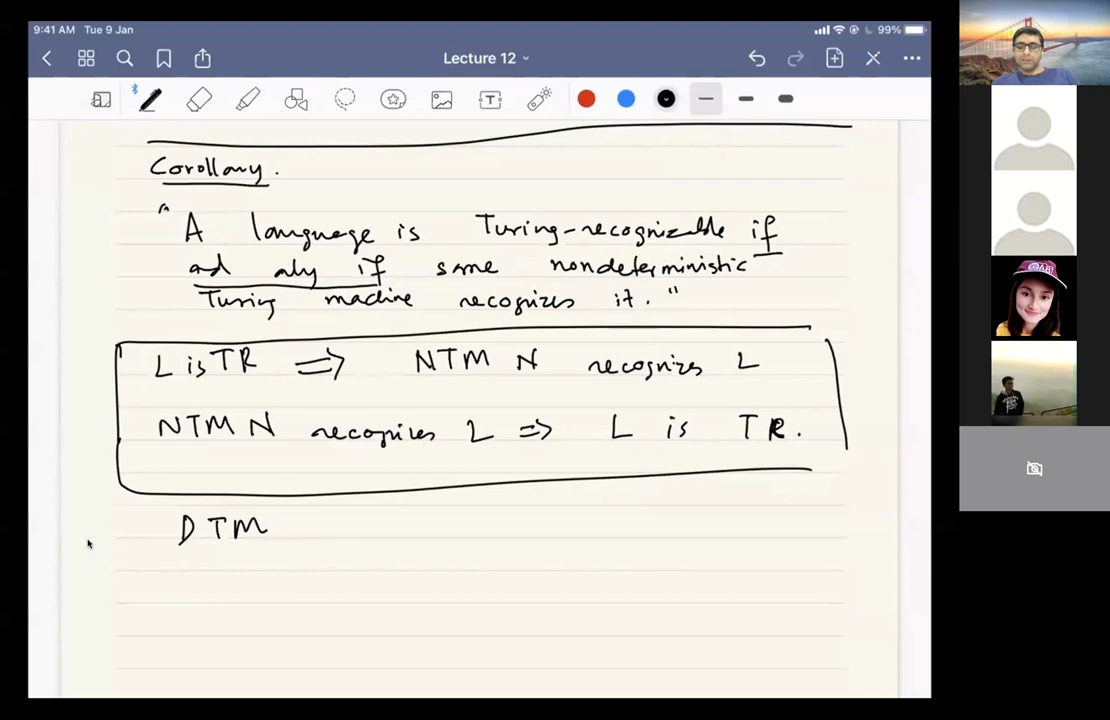 9:41 AM Tue 9 Jan
99%
Lecture 12
Corollary.
"A language is Turing-recognizable if
and only if some nondeterministic
Turing machine recognizes it."
L is TR ⇒ NTM N recognizes L
NTM N recognizes L ⇒ L is TR.
DTM